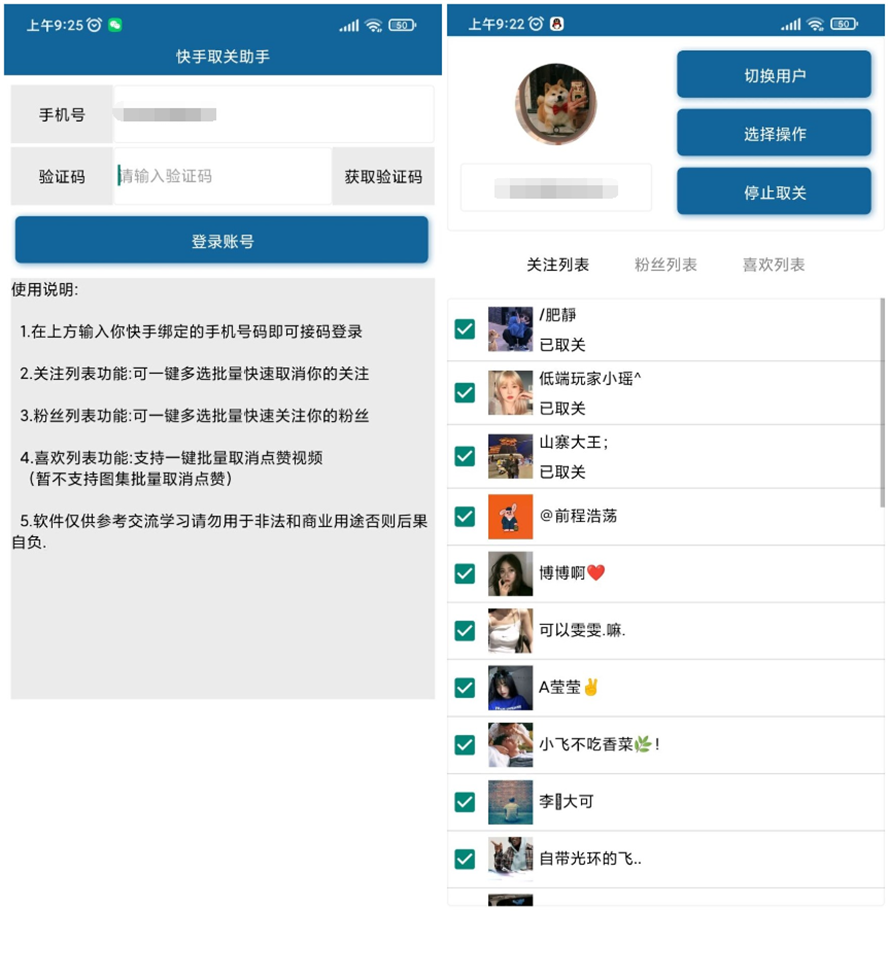 上午9:25
50
快手取关助手
手机号
验证码 请输入验证码 获取验证码
登录账号
使用说明:
1.在上方输入你快手绑定的手机号码即可接码登录
2.关注列表功能:可一键多选批量快速取消你的关注
3.粉丝列表功能:可一键多选批量快速关注你的粉丝
4.喜欢列表功能:支持一键批量取消点赞视频
（暂不支持图集批量取消点赞）
5.软件仅供参考交流学习请勿用于非法和商业用途否则后果
自负.
上午9:22
50
切换用户
选择操作
停止取关
关注列表 粉丝列表 喜欢列表
/肥靜
已取关
低端玩家小瑶^
已取关
山寨大王;
已取关
@前程浩荡
博博啊❤️
可以雯雯.嘛.
A莹莹✌️
小飞不吃香菜🌿!
李大可
自带光环的飞..